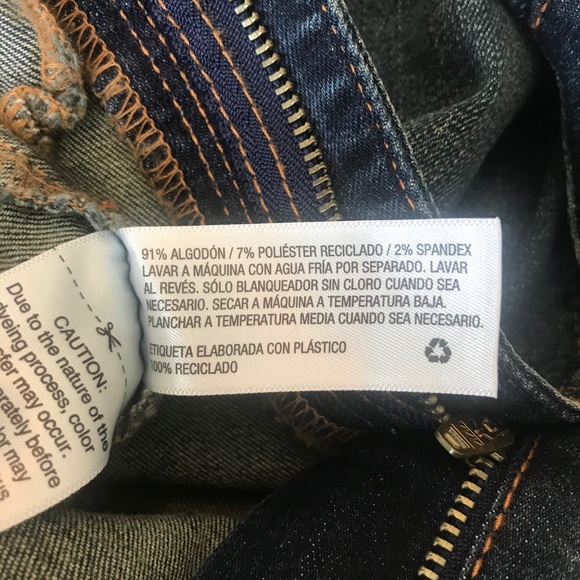 91% ALGODÓN / 7% POLIÉSTER RECICLADO / 2% SPANDEX
LAVAR A MÁQUINA CON AGUA FRÍA POR SEPARADO. LAVAR
AL REVÉS. SÓLO BLANQUEADOR SIN CLORO CUANDO SEA
NECESARIO. SECAR A MÁQUINA A TEMPERATURA BAJA.
PLANCHAR A TEMPERATURA MEDIA CUANDO SEA NECESARIO.
ETIQUETA ELABORADA CON PLÁSTICO
100% RECICLADO
CAUTION:
Due to the nature of the
dyeing process, color
may occur.
before
may